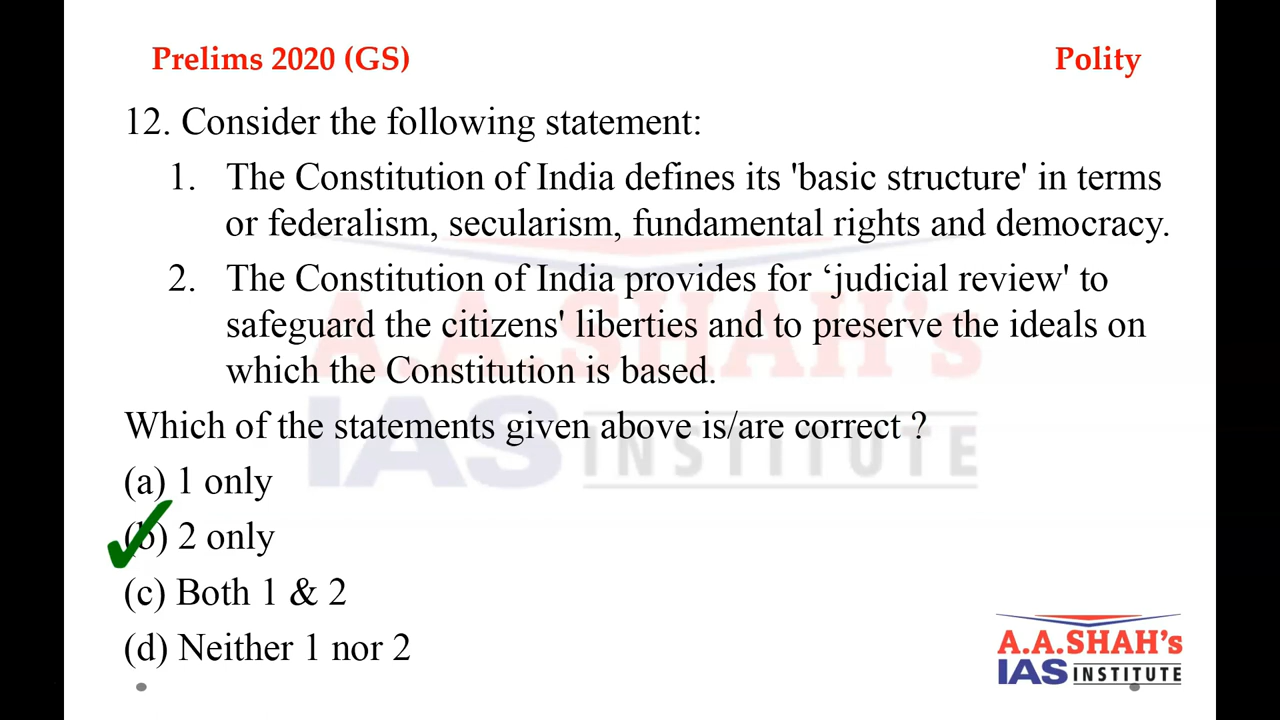 Prelims 2020 (GS)
Polity
12. Consider the following statement:
1. The Constitution of India defines its 'basic structure' in terms
or federalism, secularism, fundamental rights and democracy.
2. The Constitution of India provides for ‘judicial review' to
safeguard the citizens' liberties and to preserve the ideals on
which the Constitution is based.
Which of the statements given above is/are correct ?
(a) 1 only
(b) 2 only
(c) Both 1 & 2
(d) Neither 1 nor 2
A.A.SHAH's
IAS INSTITUTE
A.A.SHAH's
IAS INSTITUTE